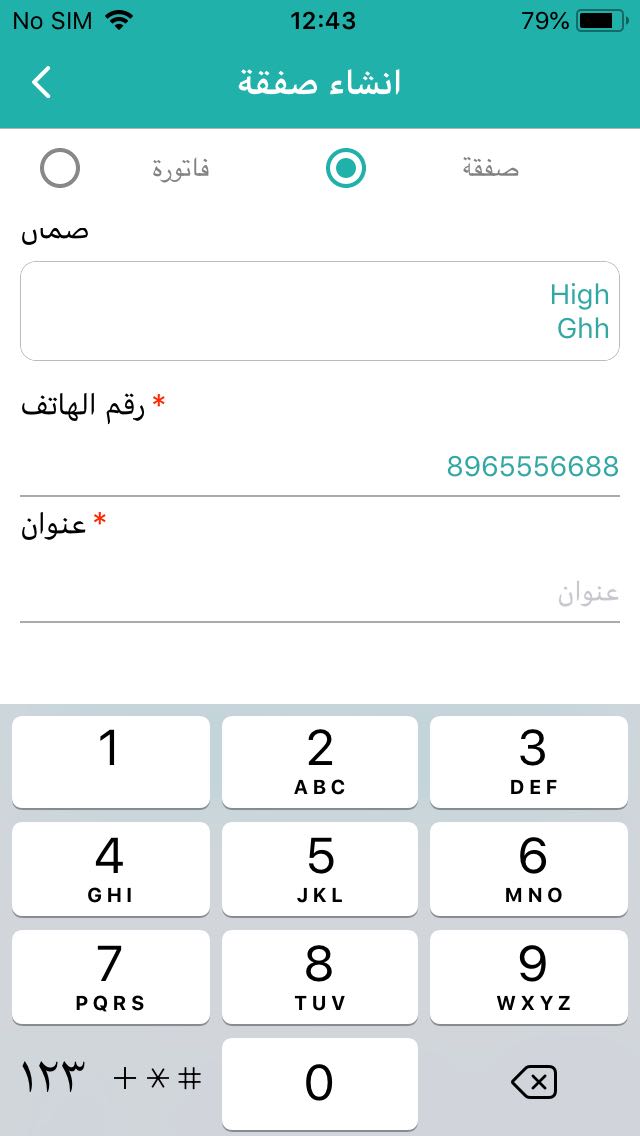 No SIM 12:43 79%
انشاء صفقة
صفقة
فاتورة
High
Ghh
رقم الهاتف *
8965556688
عنوان *
عنوان
1
2 ABC
3 DEF
4 GHI
5 JKL
6 MNO
7 PQRS
8 TUV
9 WXYZ
١٢٣ +*#
0